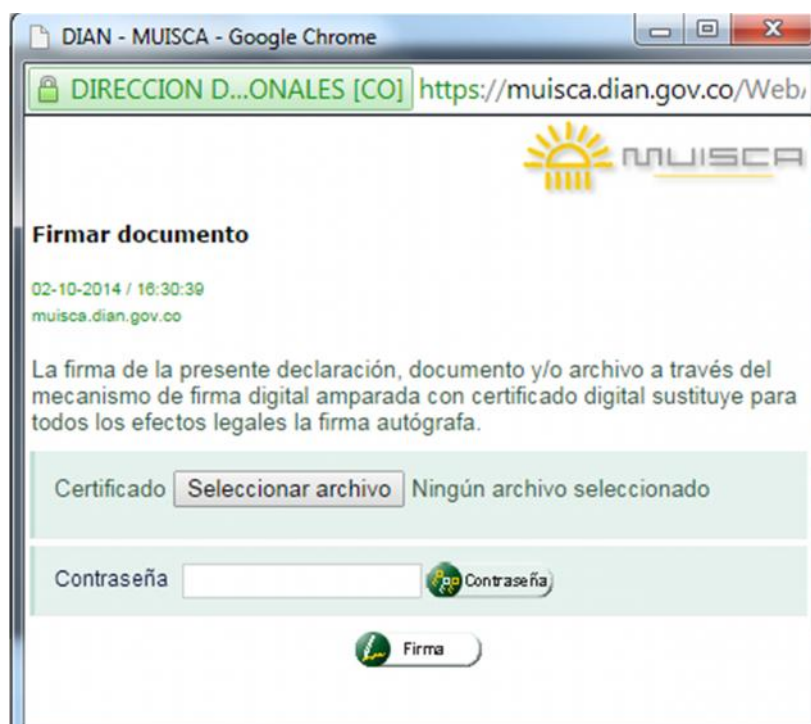 DIAN - MUISCA - Google Chrome
DIRECCION D...ONALES [CO] https://muisca.dian.gov.co/Web/
MUISCA
Firmar documento
02-10-2014 / 16:30:39
muisca.dian.gov.co
La firma de la presente declaración, documento y/o archivo a través del
mecanismo de firma digital amparada con certificado digital sustituye para
todos los efectos legales la firma autógrafa.
Certificado Seleccionar archivo Ningún archivo seleccionado
Contraseña Contraseña
Firma